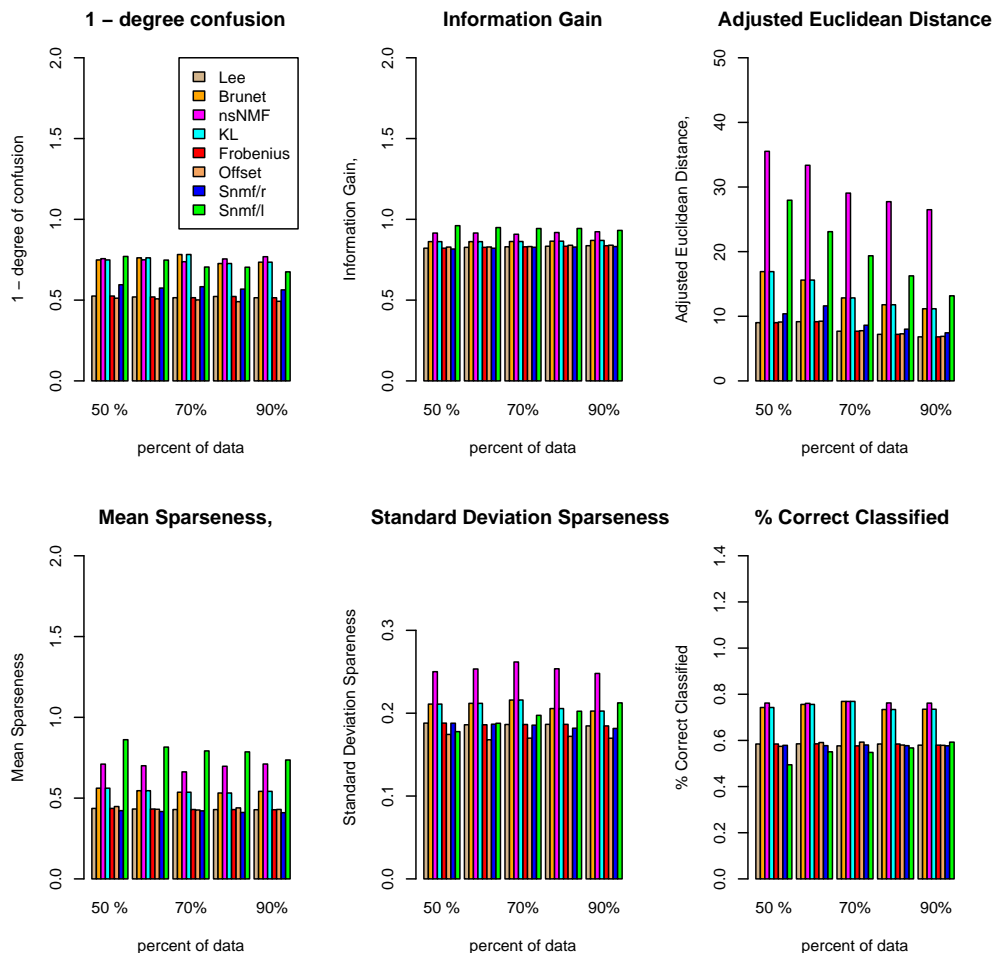 1 − degree confusion
1 − degree of confusion
0.0
0.5
1.0
1.5
2.0
Lee
Brunet
nsNMF
KL
Frobenius
Offset
Snmf/r
Snmf/l
50 %
70%
90%
percent of data
Information Gain
Information Gain,
0.0
0.5
1.0
1.5
2.0
50 %
70%
90%
percent of data
Adjusted Euclidean Distance
Adjusted Euclidean Distance,
0
10
20
30
40
50
50 %
70%
90%
percent of data
Mean Sparseness,
Mean Sparseness
0.0
0.5
1.0
1.5
2.0
50 %
70%
90%
percent of data
Standard Deviation Sparseness
Standard Deviation Spareness
0.0
0.1
0.2
0.3
50 %
70%
90%
percent of data
% Correct Classified
% Correct Classified
0.0
0.2
0.4
0.6
0.8
1.0
1.2
1.4
50 %
70%
90%
percent of data